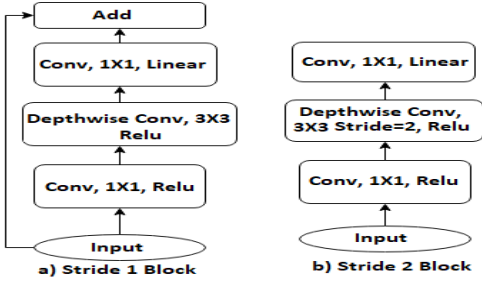 Add
Conv, 1X1, Linear
Depthwise Conv, 3X3
Relu
Conv, 1X1, Relu
Input
a) Stride 1 Block
Conv, 1X1, Linear
Depthwise Conv,
3X3 Stride=2, Relu
Conv, 1X1, Relu
Input
b) Stride 2 Block